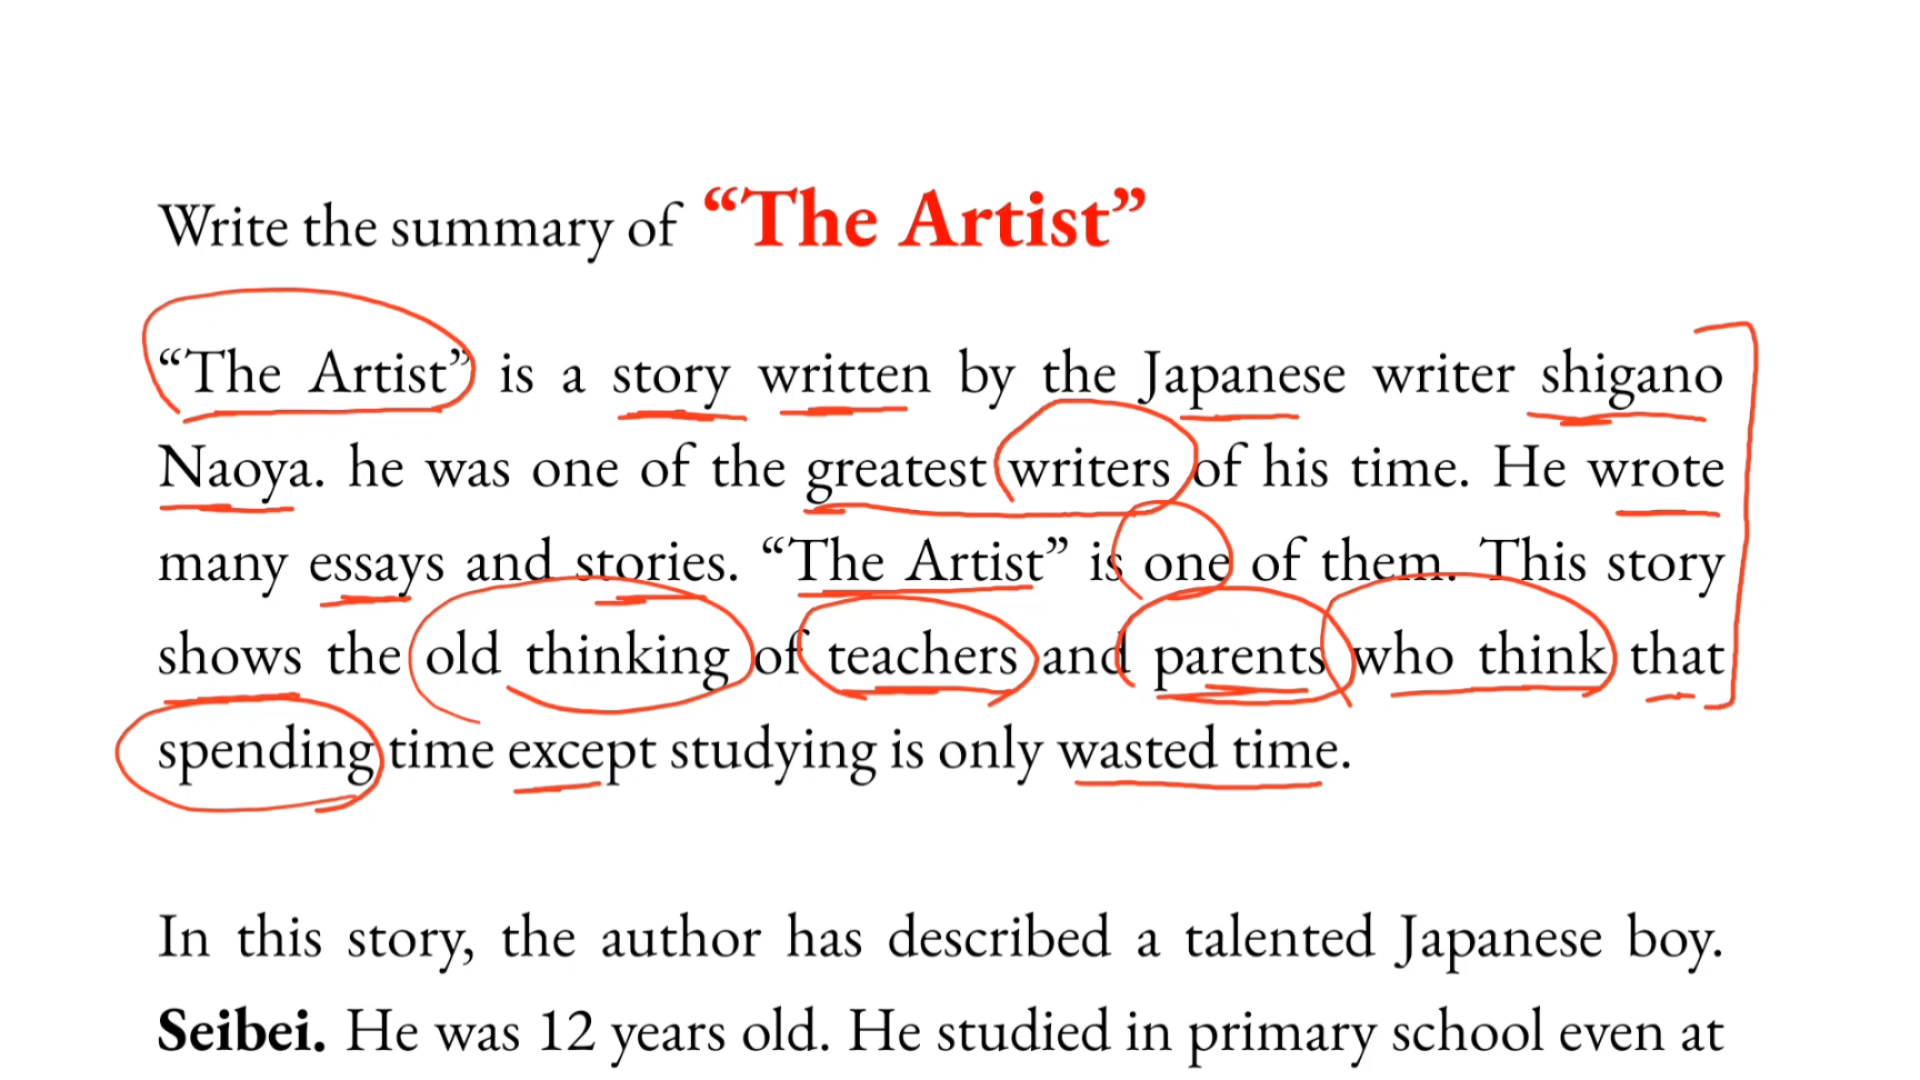 Write the summary of “The Artist”
“The Artist” is a story written by the Japanese writer shigano
Naoya. he was one of the greatest writers of his time. He wrote
many essays and stories. “The Artist” is one of them. This story
shows the old thinking of teachers and parents who think that
spending time except studying is only wasted time.
In this story, the author has described a talented Japanese boy.
Seibei. He was 12 years old. He studied in primary school even at